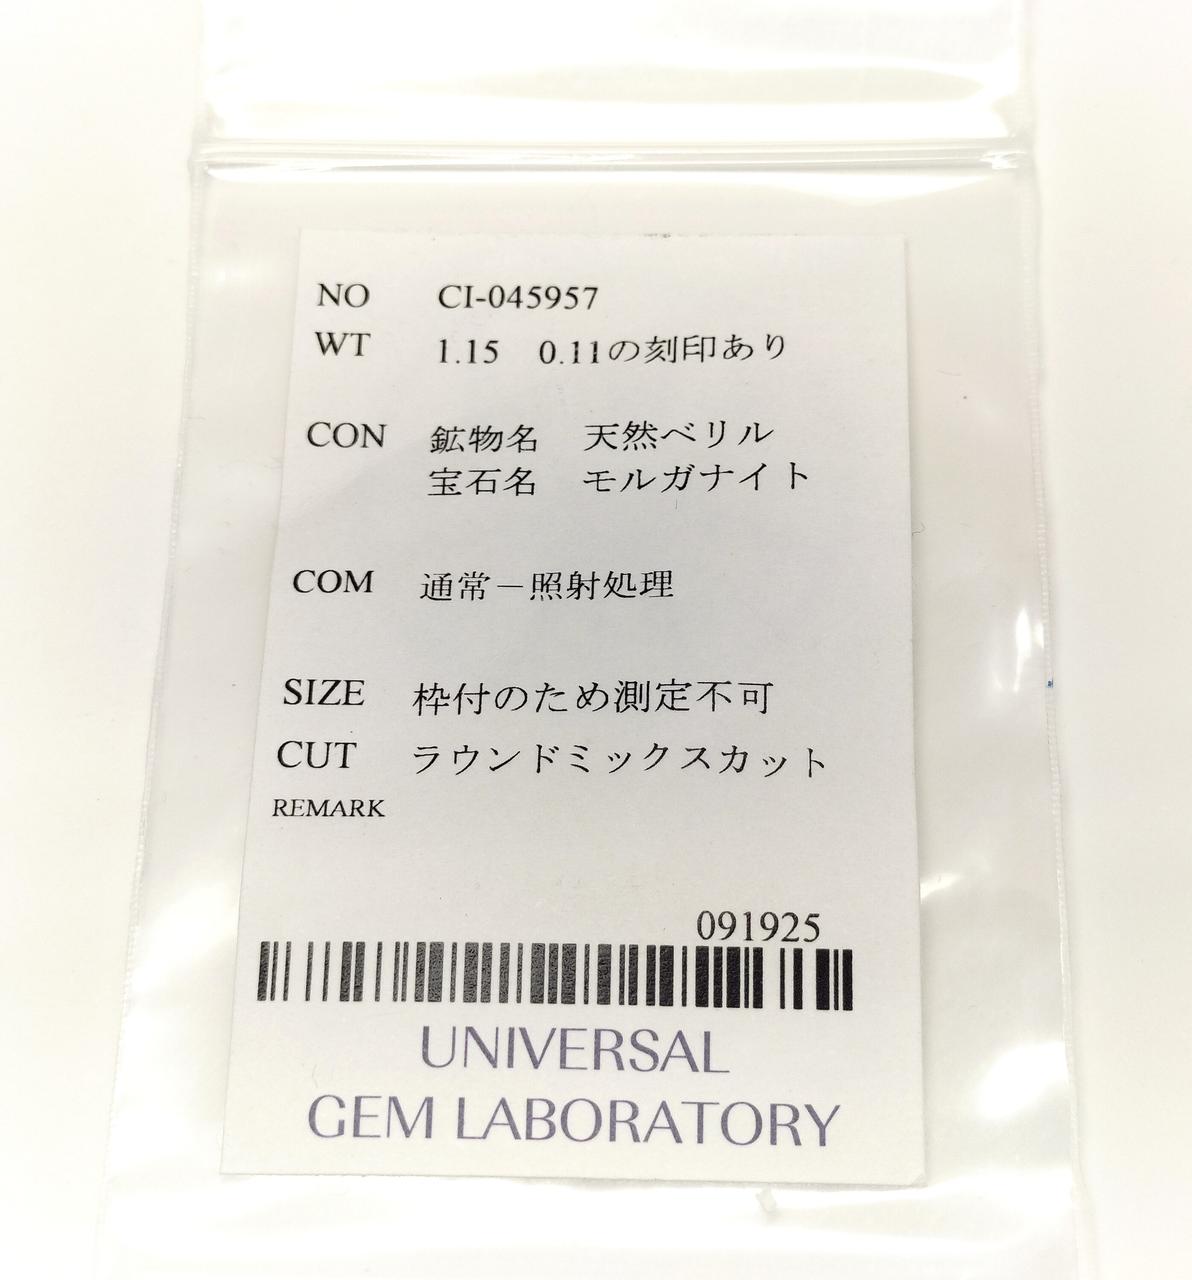 NO CI-045957
WT 1.15 0.11の刻印あり
CON 鉱物名 天然ベリル
宝石名 モルガナイト
COM 通常－照射処理
SIZE 枠付のため測定不可
CUT ラウンドミックスカット
REMARK
091925
UNIVERSAL
GEM LABORATORY